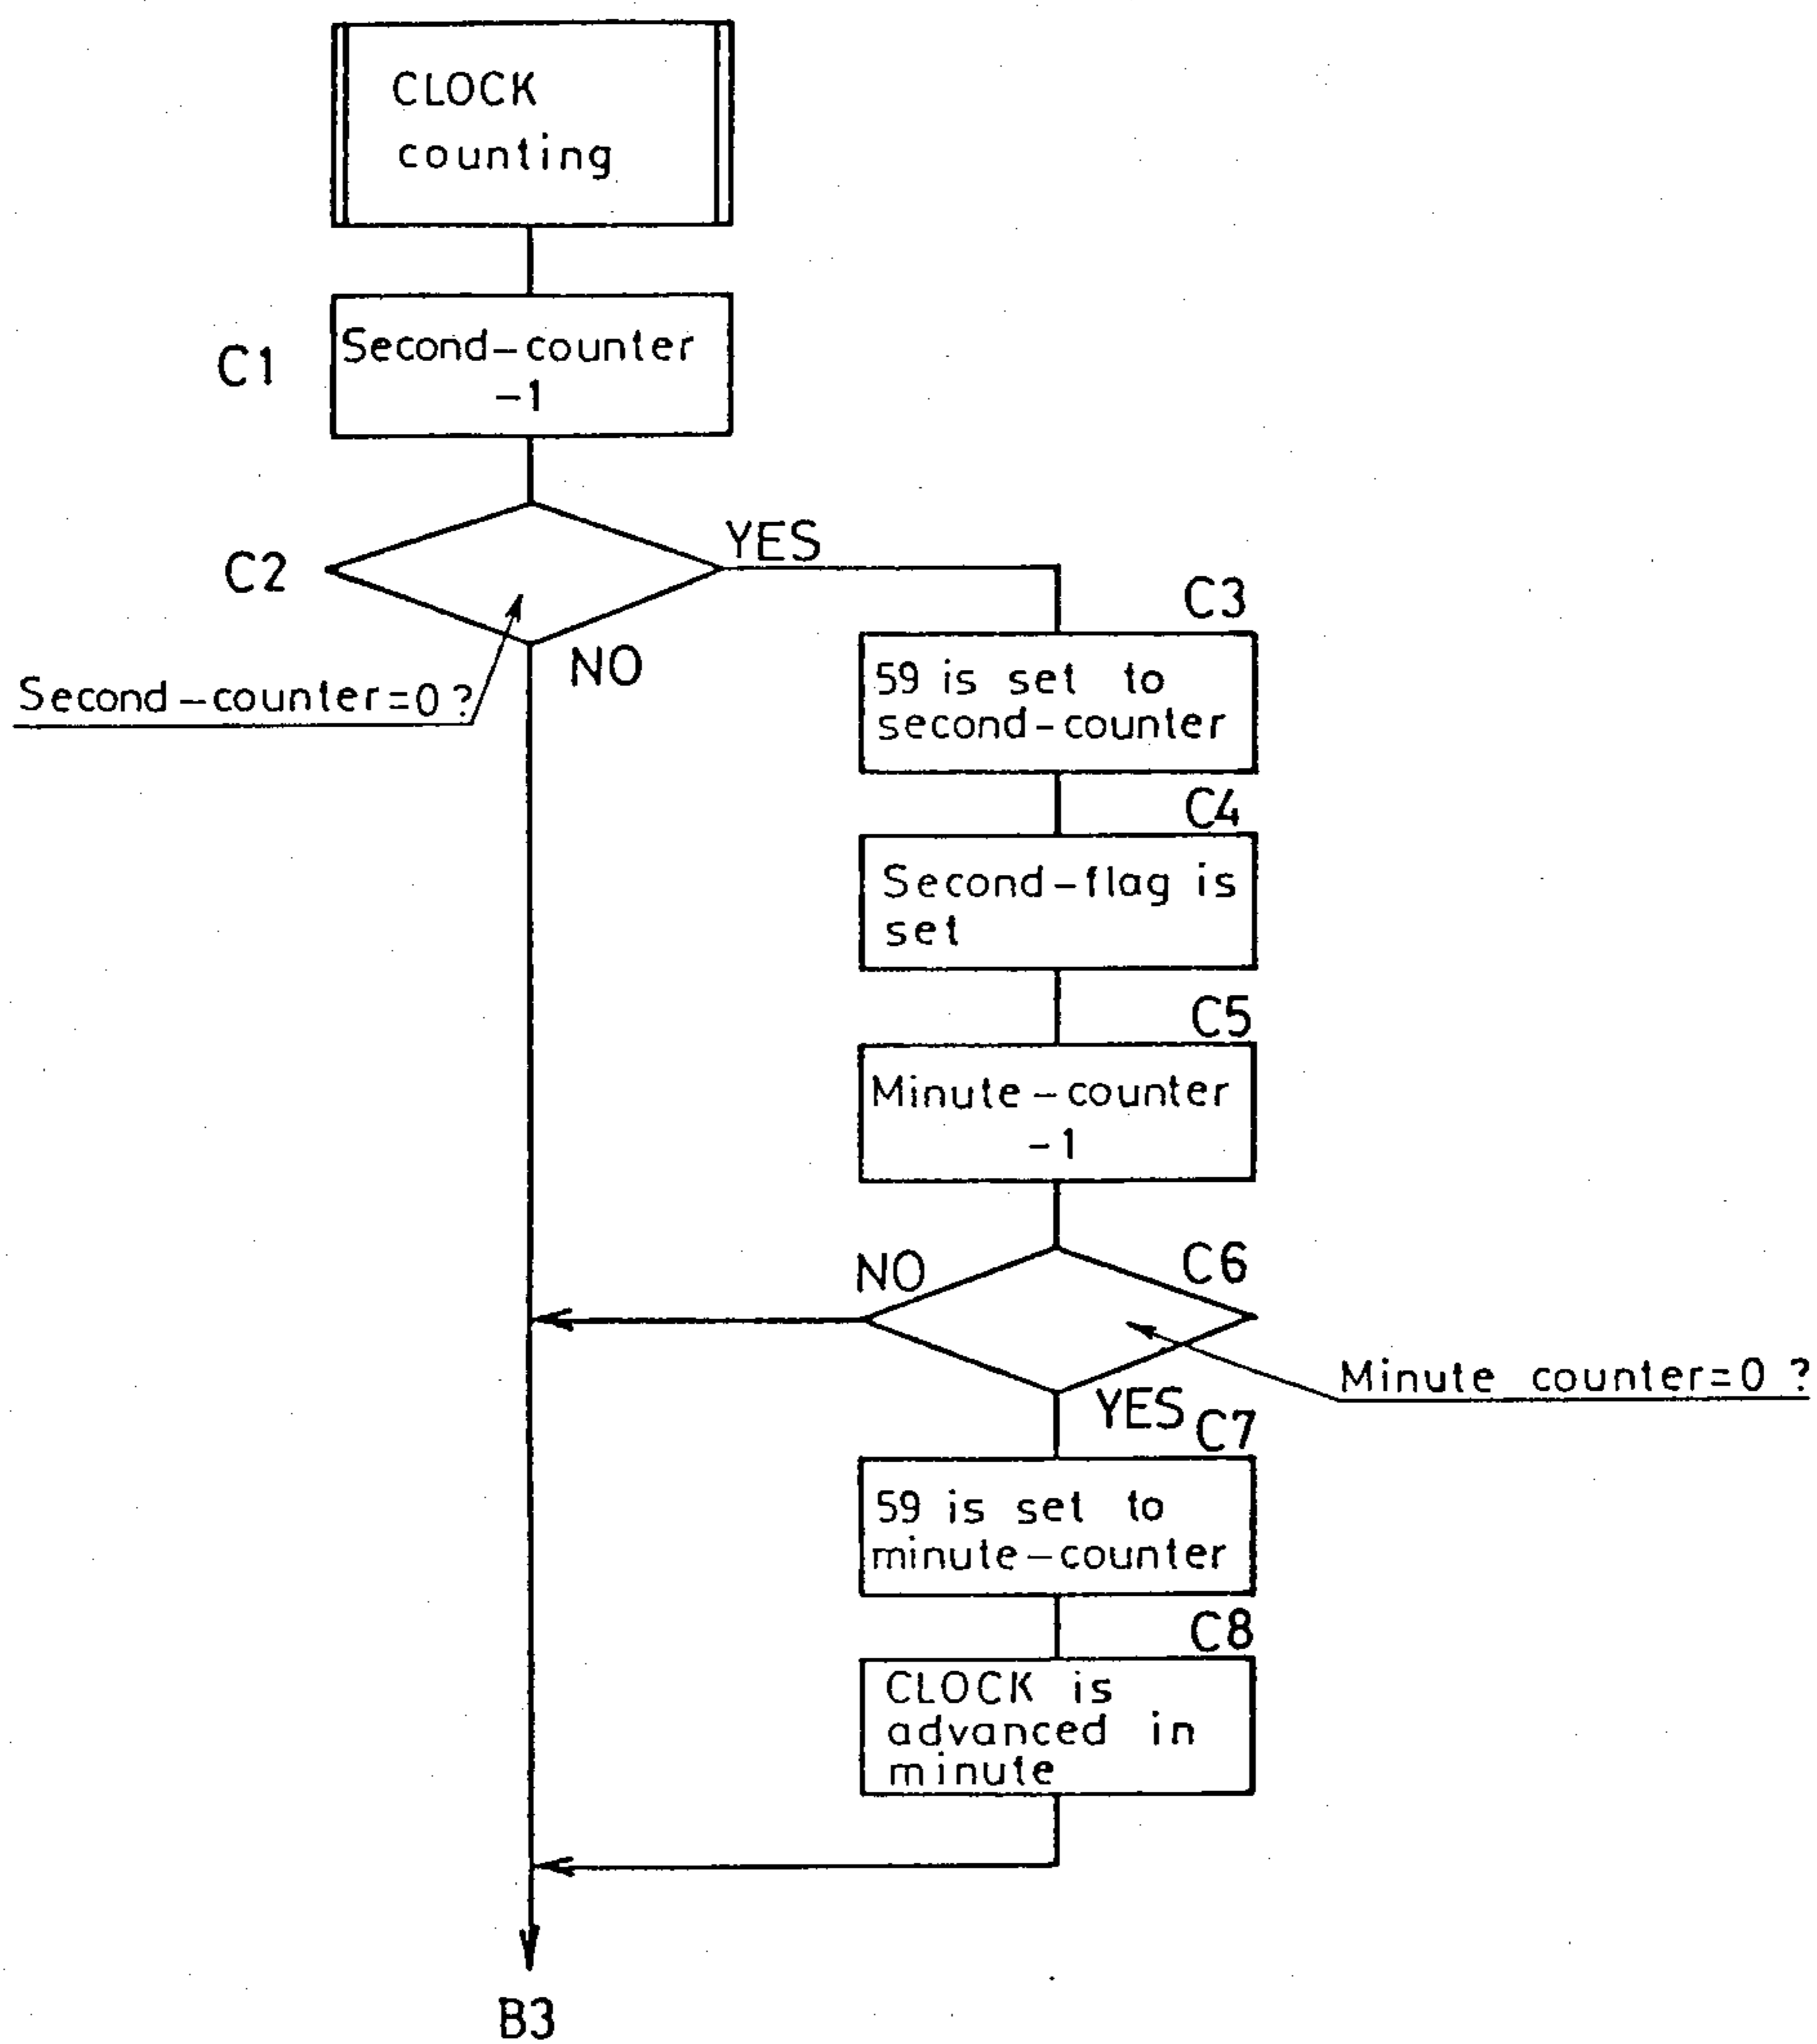 CLOCK
counting
C1
Second-counter
-1
C2
YES
NO
Second-counter=0 ?
C3
59 is set to
second-counter
C4
Second-flag is
set
C5
Minute-counter
-1
C6
NO
YES
Minute counter=0 ?
C7
59 is set to
minute-counter
C8
CLOCK is
advanced in
minute
B3